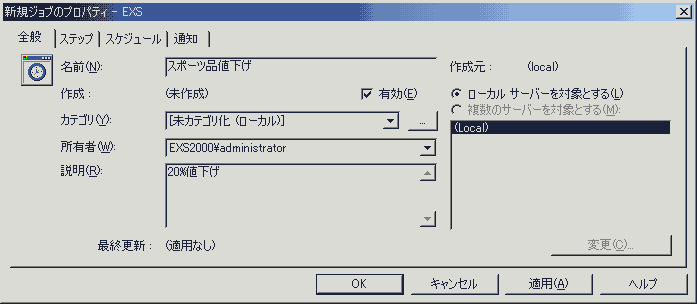 新規ジョブのプロパティ - EXS
全般 ステップ スケジュール 通知
名前(N): スポーツ品値下げ 作成元： (local)
作成： (未作成) 有効(E) ローカル サーバーを対象とする(L)
カテゴリ(Y): [未カテゴリ化 (ローカル)] ... 複数のサーバーを対象とする(M):
(Local)
所有者(W): EXS2000¥administrator
説明(R): 20%値下げ
最終更新： (適用なし) 変更(C)...
OK キャンセル 適用(A) ヘルプ